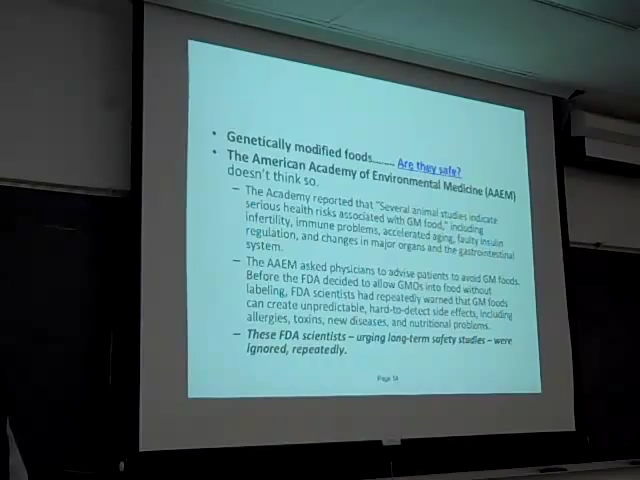 • Genetically modified foods....... Are they safe?
• The American Academy of Environmental Medicine (AAEM)
doesn't think so.
– The Academy reported that "Several animal studies indicate
serious health risks associated with GM food," including
infertility, immune problems, accelerated aging, faulty insulin
regulation, and changes in major organs and the gastrointestinal
system.
– The AAEM asked physicians to advise patients to avoid GM foods.
Before the FDA decided to allow GMOs into food without
labeling, FDA scientists had repeatedly warned that GM foods
can create unpredictable, hard-to-detect side effects, including
allergies, toxins, new diseases, and nutritional problems.
– These FDA scientists – urging long-term safety studies – were
ignored, repeatedly.
Page 14